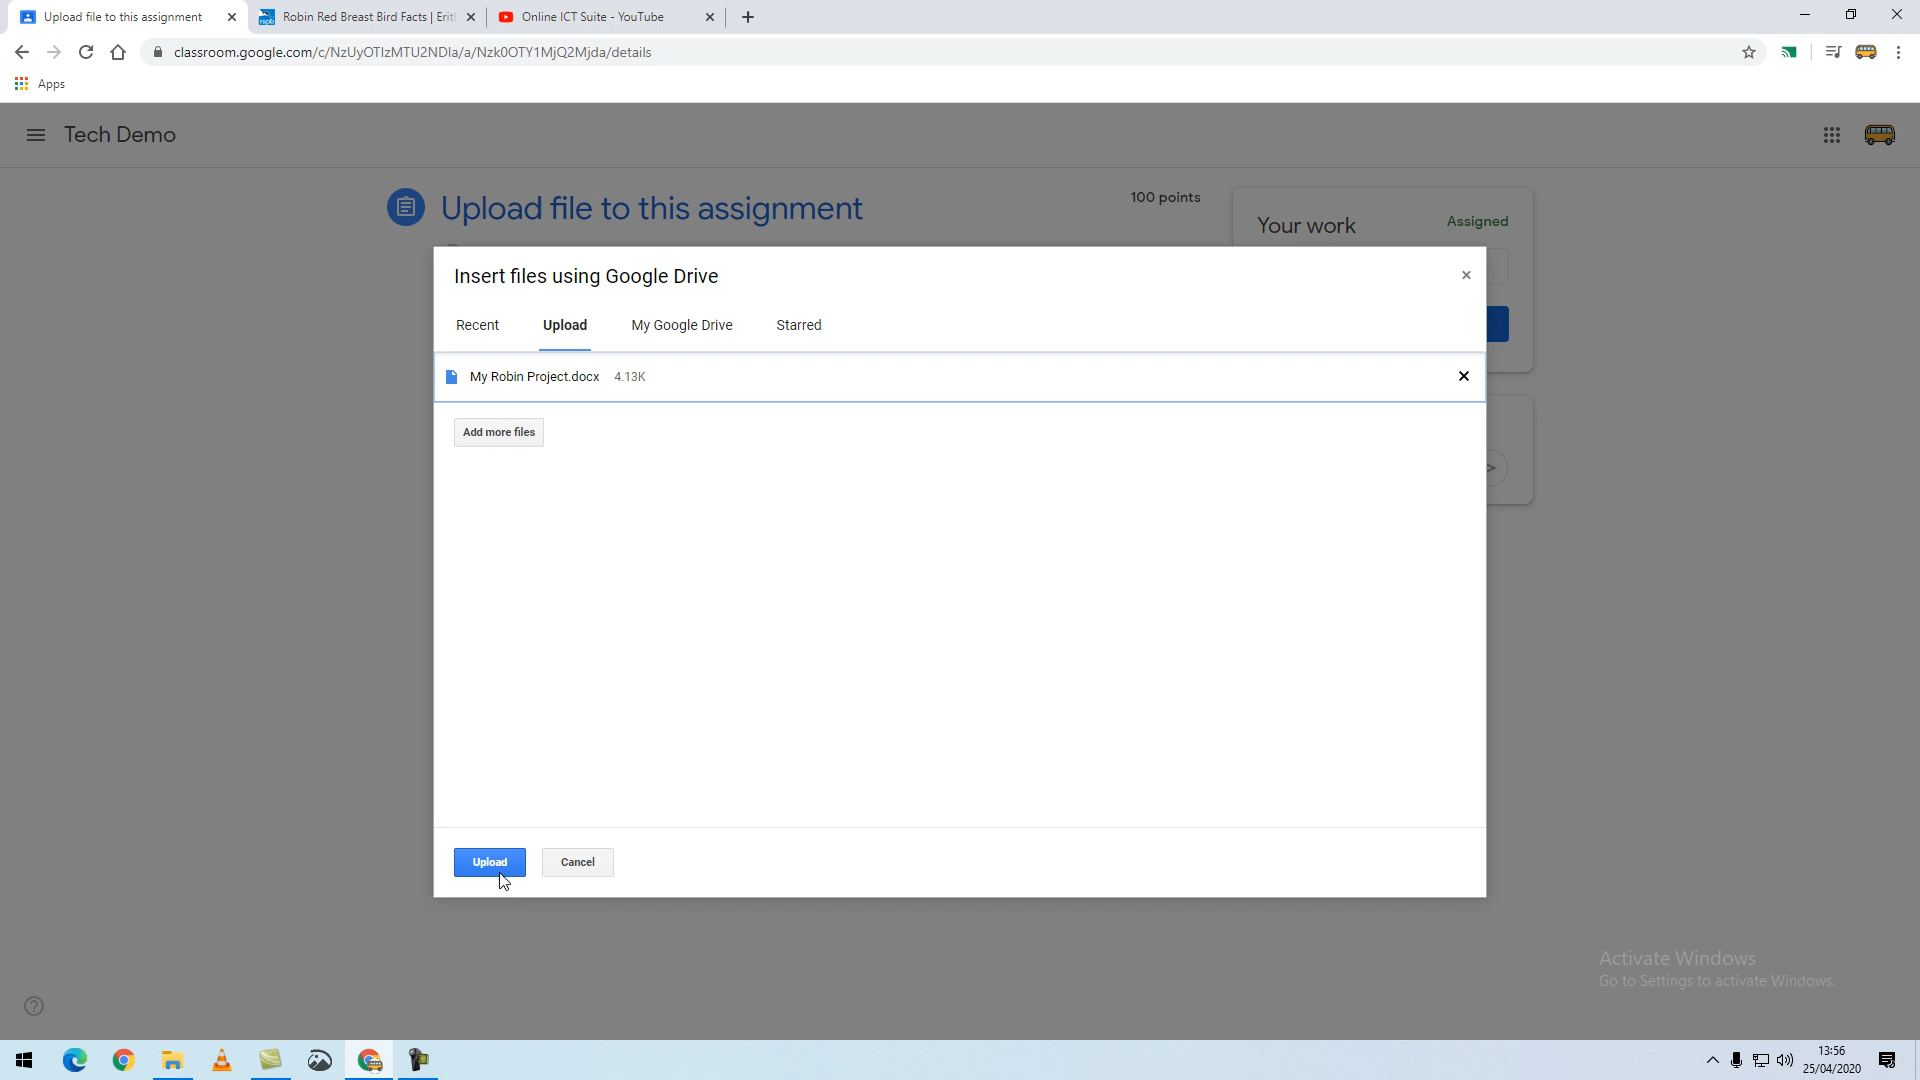 Upload file to this assignment
Robin Red Breast Bird Facts | Erith
Online ICT Suite - YouTube
classroom.google.com/c/NzUyOTIzMTU2NDIa/a/Nzk0OTY1MjQ2Mjda/details
Apps
Tech Demo
Upload file to this assignment
100 points
Your work
Assigned
Insert files using Google Drive
Recent
Upload
My Google Drive
Starred
My Robin Project.docx 4.13K
Add more files
Upload
Cancel
Activate Windows
Go to Settings to activate Windows.
13:56
25/04/2020